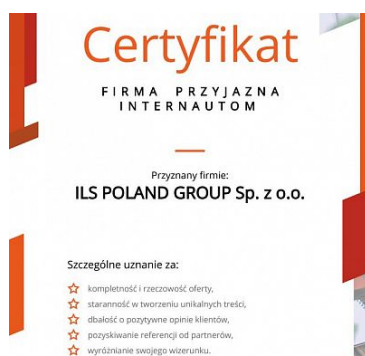 Certyfikat
FIRMA PRZYJAZNA
INTERNAUTOM
Przyznany firmie:
ILS POLAND GROUP Sp. z o.o.
Szczególne uznanie za:
kompletność i rzeczowość oferty,
staranność w tworzeniu unikalnych treści,
dbałość o pozytywne opinie klientów,
pozyskiwanie referencji od partnerów,
wyróżnianie swojego wizerunku.